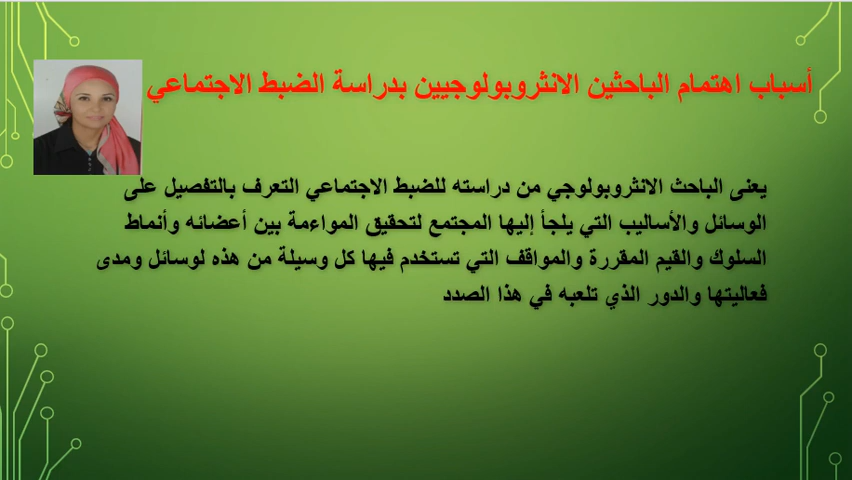 أسباب اهتمام الباحثين الانثروبولوجيين بدراسة الضبط الاجتماعي
يعنى الباحث الانثروبولوجي من دراسته للضبط الاجتماعي التعرف بالتفصيل على
الوسائل والأساليب التي يلجأ إليها المجتمع لتحقيق المواءمة بين أعضائه وأنماط
السلوك والقيم المقررة والمواقف التي تستخدم فيها كل وسيلة من هذه لوسائل ومدى
فعاليتها والدور الذي تلعبه في هذا الصدد